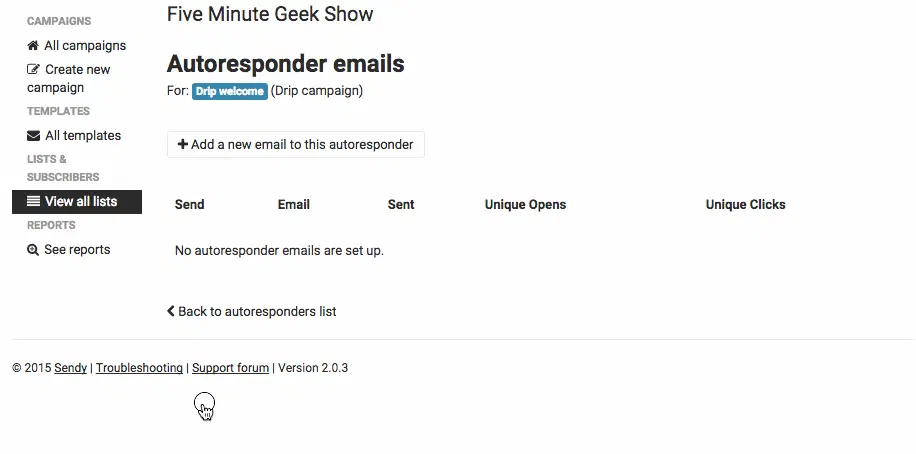 CAMPAIGNS
All campaigns
Create new
campaign
TEMPLATES
All templates
LISTS &
SUBSCRIBERS
View all lists
REPORTS
See reports
Five Minute Geek Show
Autoresponder emails
For: Drip welcome (Drip campaign)
Add a new email to this autoresponder
Send Email Sent Unique Opens Unique Clicks
No autoresponder emails are set up.
Back to autoresponders list
© 2015 Sendy | Troubleshooting | Support forum | Version 2.0.3